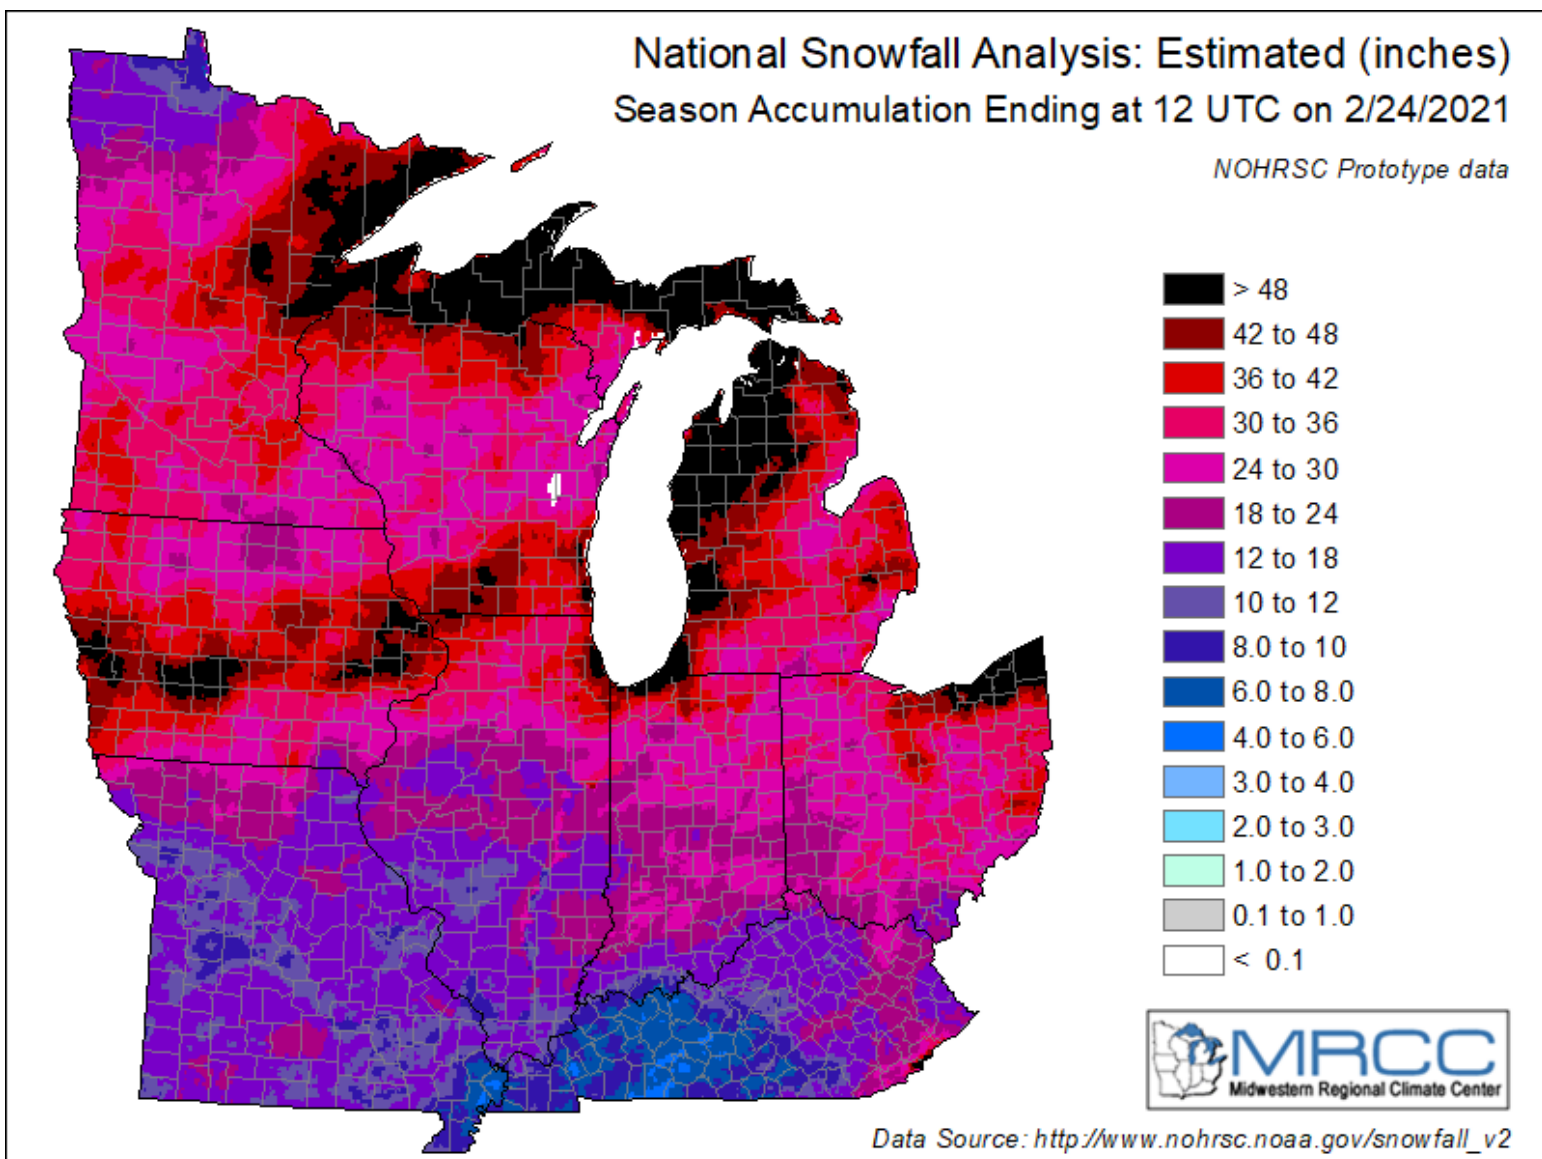 National Snowfall Analysis: Estimated (inches)
Season Accumulation Ending at 12 UTC on 2/24/2021
NOHRSC Prototype data
> 48
42 to 48
36 to 42
30 to 36
24 to 30
18 to 24
12 to 18
10 to 12
8.0 to 10
6.0 to 8.0
4.0 to 6.0
3.0 to 4.0
2.0 to 3.0
1.0 to 2.0
0.1 to 1.0
< 0.1
MRCC
Midwestern Regional Climate Center
Data Source: http://www.nohrsc.noaa.gov/snowfall_v2